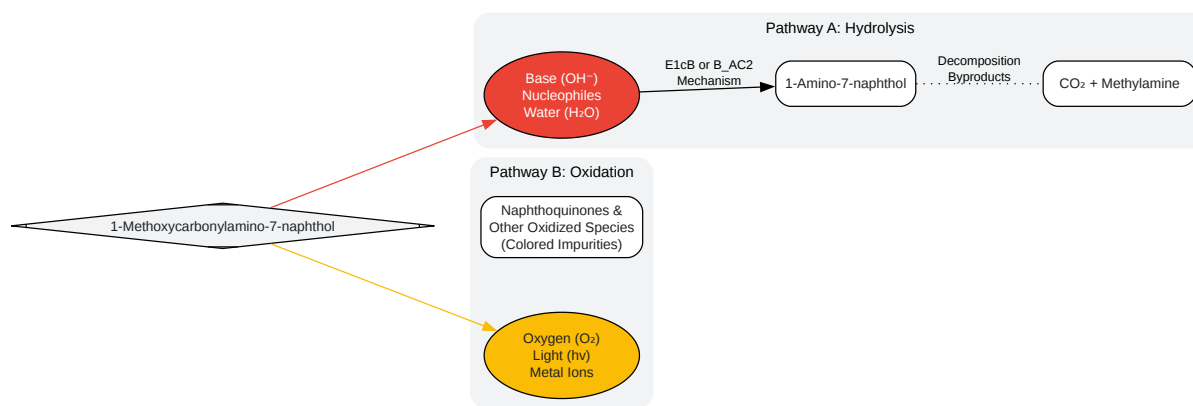 Pathway A: Hydrolysis
Base (OH⁻)
Nucleophiles
Water (H₂O)
E1cB or B_AC2
Mechanism
1-Amino-7-naphthol
Decomposition
Byproducts
CO₂ + Methylamine
Pathway B: Oxidation
Naphthoquinones &
Other Oxidized Species
(Colored Impurities)
1-Methoxycarbonylamino-7-naphthol
Oxygen (O₂)
Light (hv)
Metal Ions